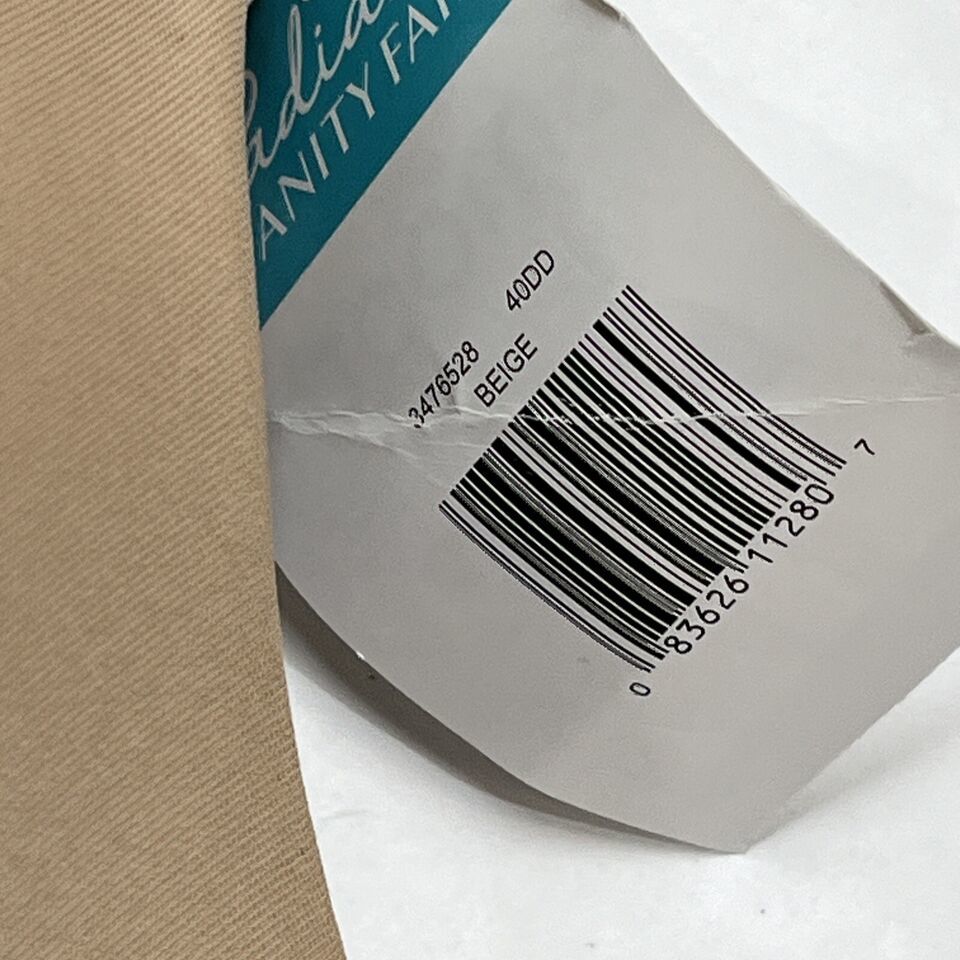 ANITY FA
3476528 40DD
BEIGE
0 83626 11280 7